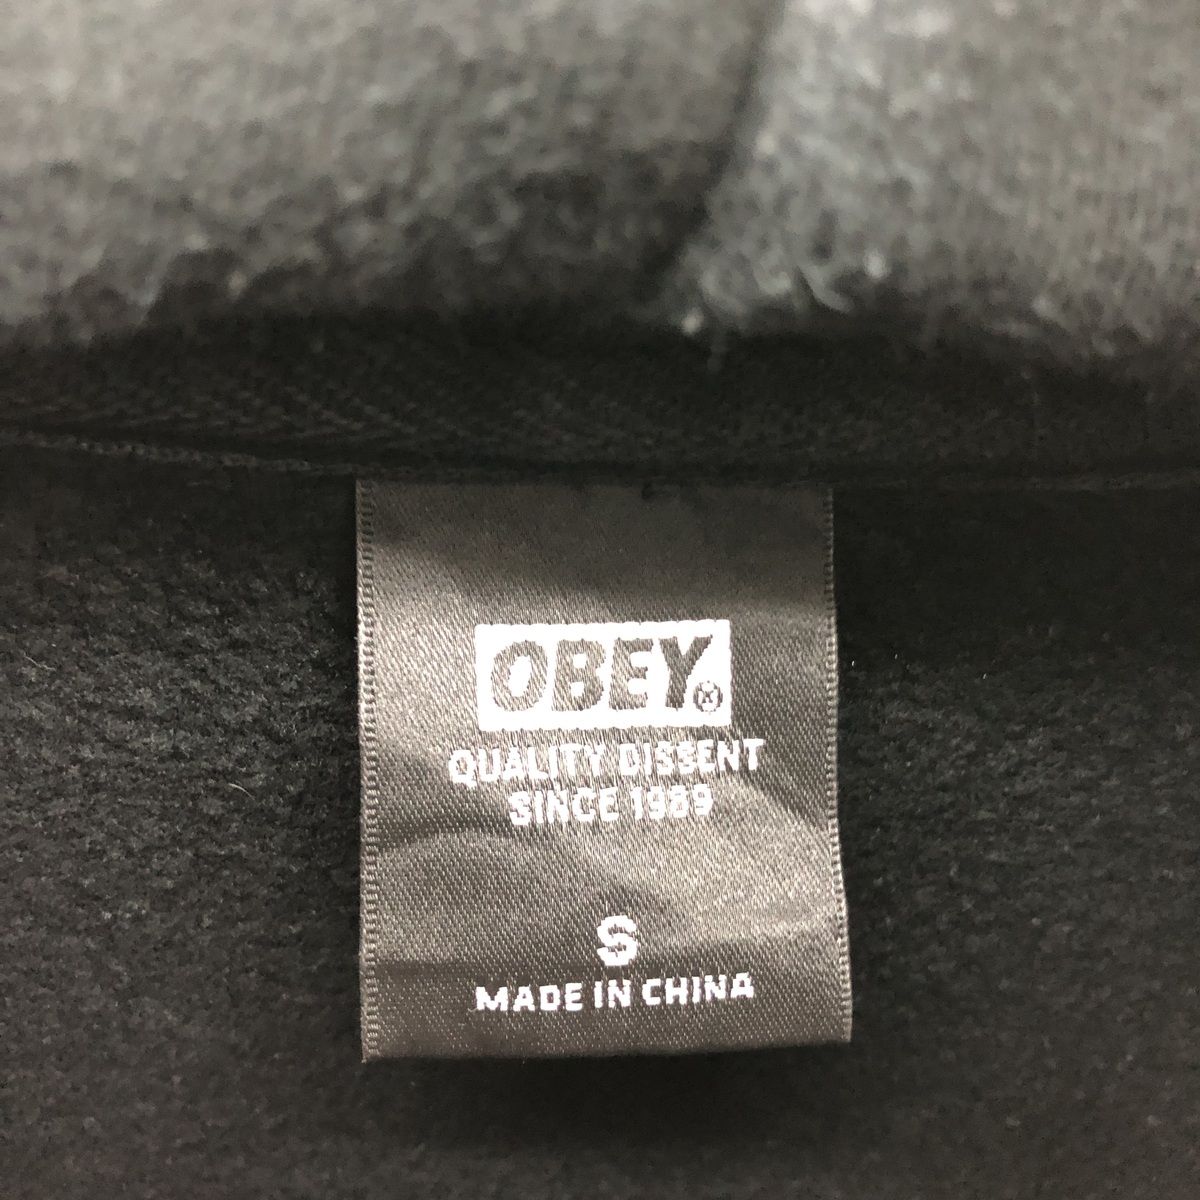 OBEY®
QUALITY DISSENT
SINCE 1989
S
MADE IN CHINA